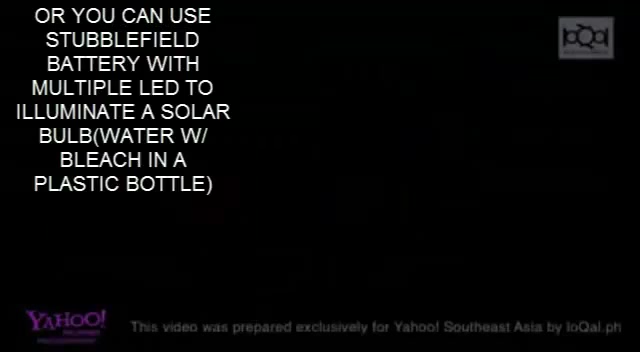 OR YOU CAN USE
STUBBLEFIELD
BATTERY WITH
MULTIPLE LED TO
ILLUMINATE A SOLAR
BULB(WATER W/
BLEACH IN A
PLASTIC BOTTLE)
loQal
YAHOO!
This video was prepared exclusively for Yahoo! Southeast Asia by loQal.ph